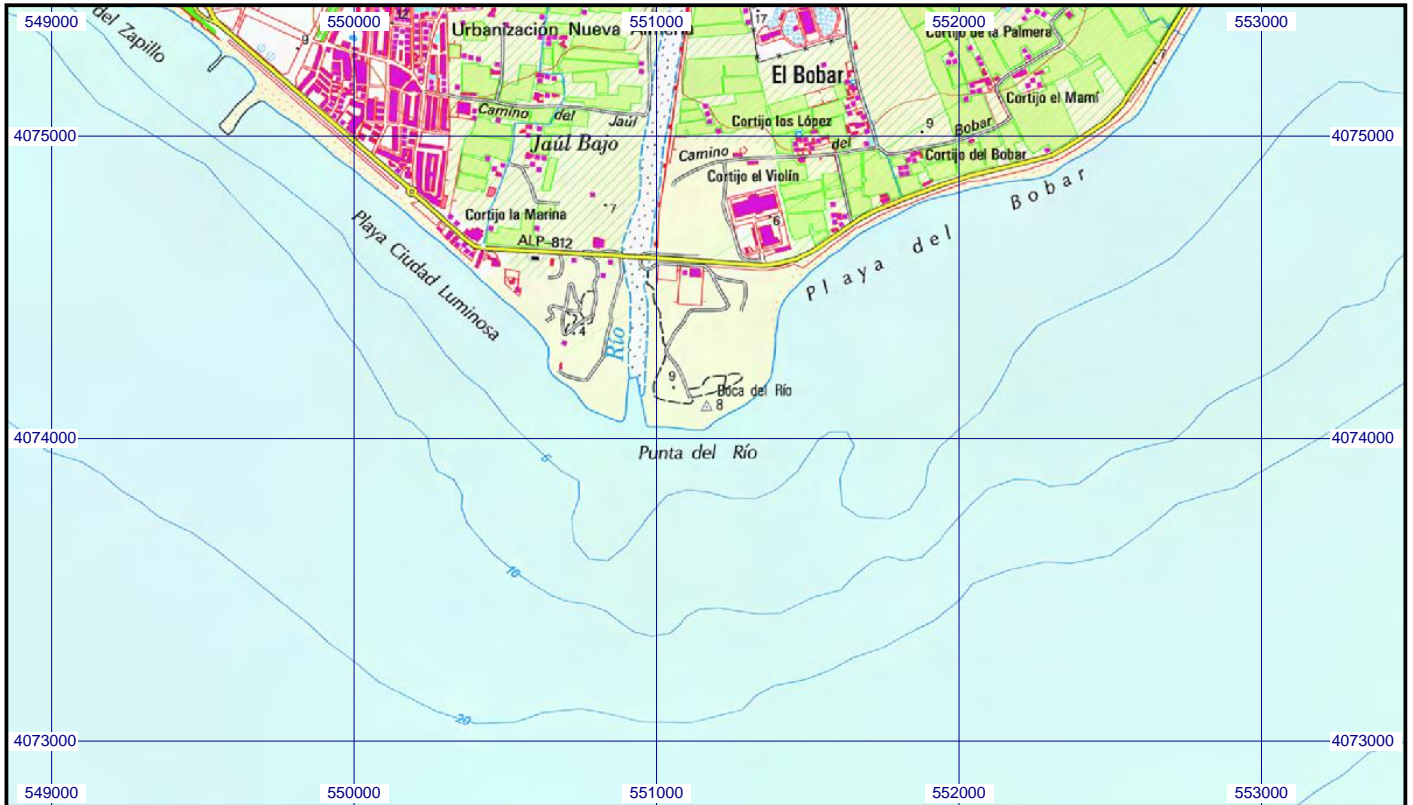 549000
550000
551000
552000
553000
del Zapillo
12
9
Urbanización Nueva Almería
17
El Bobar
Cortijo de la Palmera
7
Cortijo el Mamí
Camino del Jaúl
Jaúl Bajo
Cortijo los López
9
Camino del Bobar
4075000
4075000
Cortijo del Bobar
Cortijo el Violín
7
6
Cortijo la Marina
ALP-812
Playa Ciudad Luminosa
Playa del Bobar
4
Río
9
Boca del Río
8
4074000
4074000
Punta del Río
5
10
20
4073000
4073000
549000
550000
551000
552000
553000